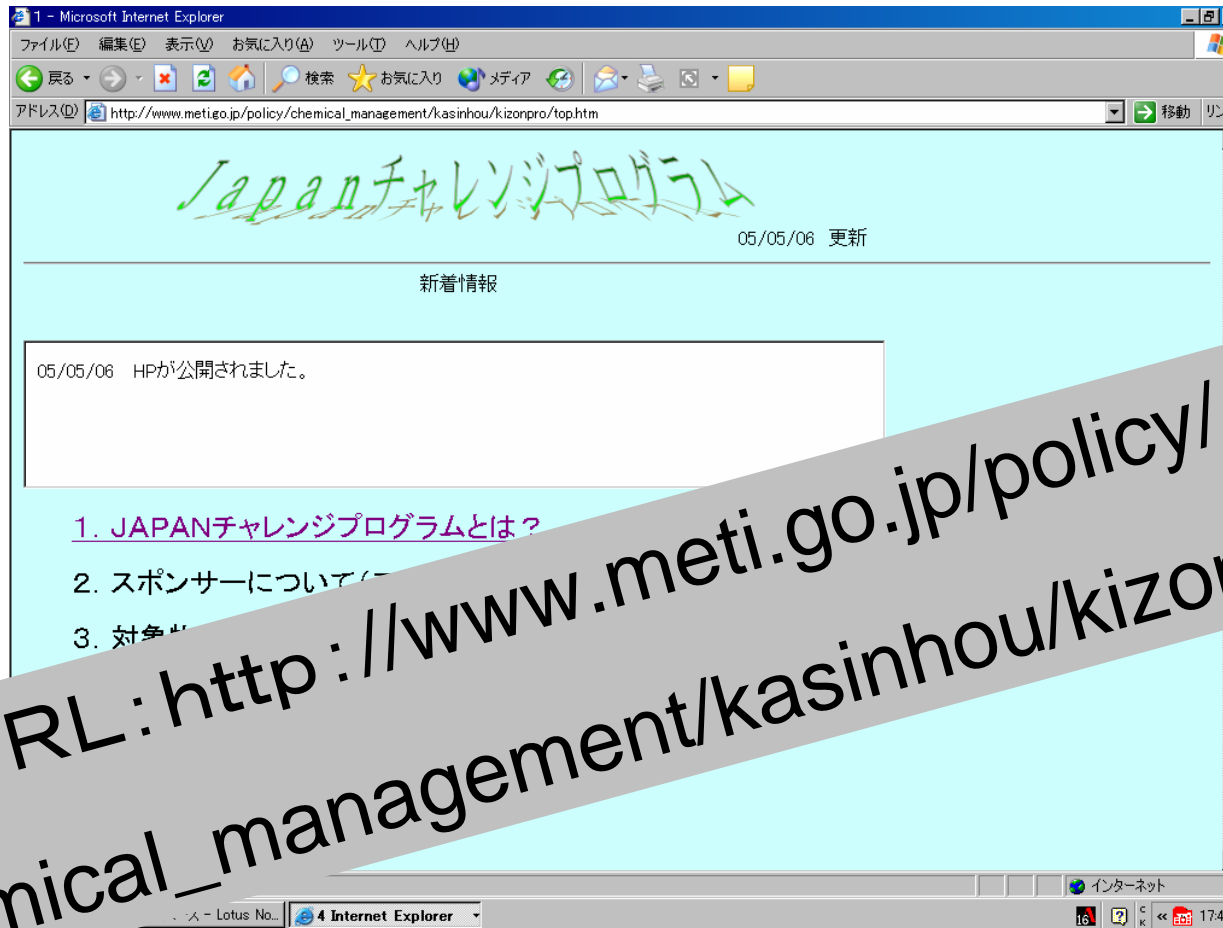 1 - Microsoft Internet Explorer
ファイル(F) 編集(E) 表示(V) お気に入り(A) ツール(T) ヘルプ(H)
戻る 検索 お気に入り メディア
アドレス(D) http://www.meti.go.jp/policy/chemical_management/kasinhou/kizonpro/top.htm 移動
Japanチャレンジプログラム
05/05/06 更新
新着情報
05/05/06 HPが公開されました。
1. JAPANチャレンジプログラムとは?
2. スポンサーについて(
3. 対象物
RL:http://www.meti.go.jp/policy/
mical_management/kasinhou/kizon
インターネット
- Lotus No... 4 Internet Explorer
16 17:4